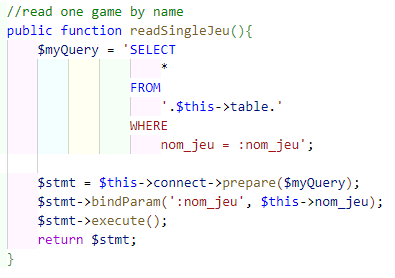 //read one game by name
public function readSingleJeu(){
$myQuery = 'SELECT
*
FROM
'.$this->table.'
WHERE
nom_jeu = :nom_jeu';
$stmt = $this->connect->prepare($myQuery);
$stmt->bindParam(':nom_jeu', $this->nom_jeu);
$stmt->execute();
return $stmt;
}